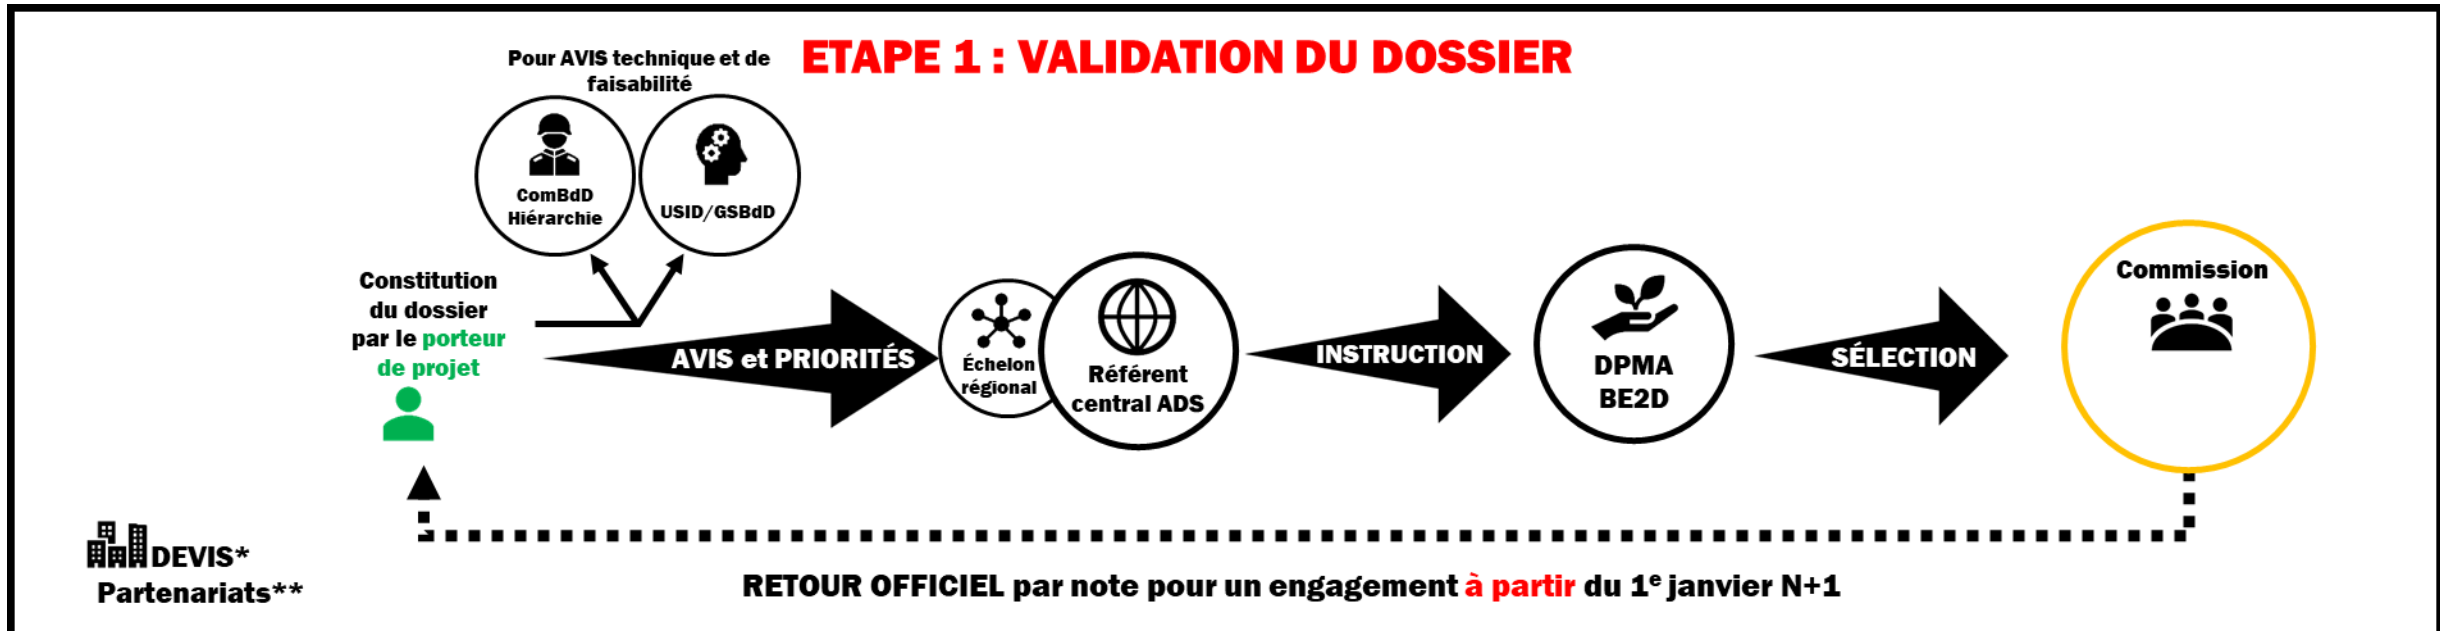 ETAPE 1 : VALIDATION DU DOSSIER
Pour AVIS technique et de
faisabilité
ComBdD
Hiérarchie
USID/GSBdD
Constitution
du dossier
par le porteur
de projet
AVIS et PRIORITÉS
Échelon
régional
Référent
central ADS
INSTRUCTION
DPMA
BE2D
SÉLECTION
Commission
DEVIS*
Partenariats**
RETOUR OFFICIEL par note pour un engagement à partir du 1e janvier N+1